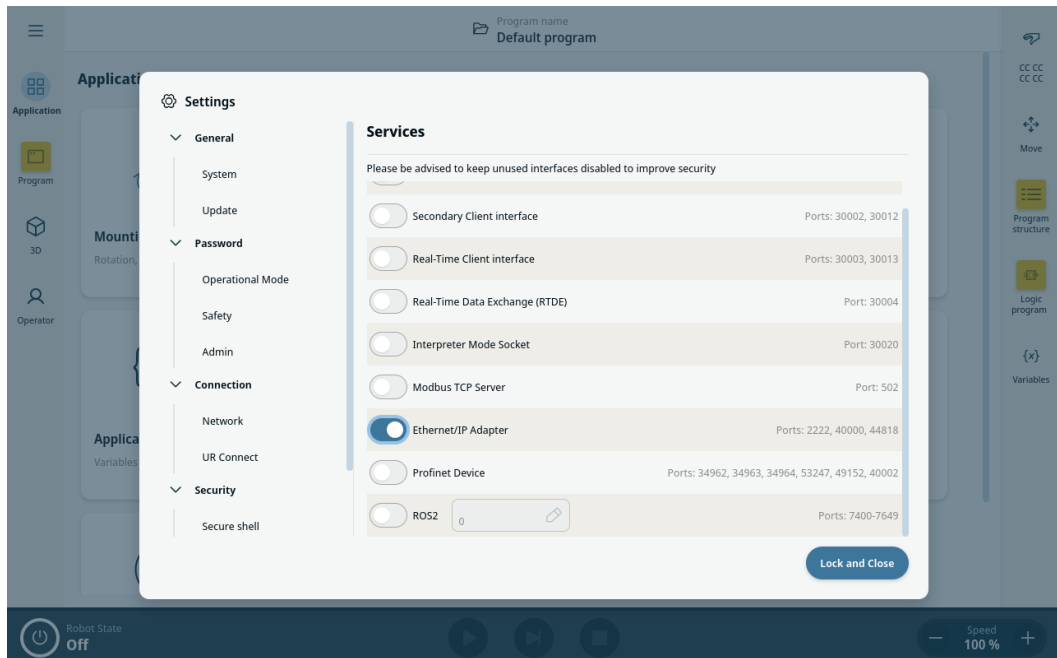 Program name
Default program
Application
Program
3D
Operator
Applicati
Mounti
Rotation,
Applica
Variables
Settings
General
System
Update
Password
Operational Mode
Safety
Admin
Connection
Network
UR Connect
Security
Secure shell
Services
Please be advised to keep unused interfaces disabled to improve security
Secondary Client interface Ports: 30002, 30012
Real-Time Client interface Ports: 30003, 30013
Real-Time Data Exchange (RTDE) Port: 30004
Interpreter Mode Socket Port: 30020
Modbus TCP Server Port: 502
Ethernet/IP Adapter Ports: 2222, 40000, 44818
Profinet Device Ports: 34962, 34963, 34964, 53247, 49152, 40002
ROS2 0 Ports: 7400-7649
Lock and Close
CC CC
CC CC
Move
Program
structure
Logic
program
{x}
Variables
Robot State
Off
Speed
100 %